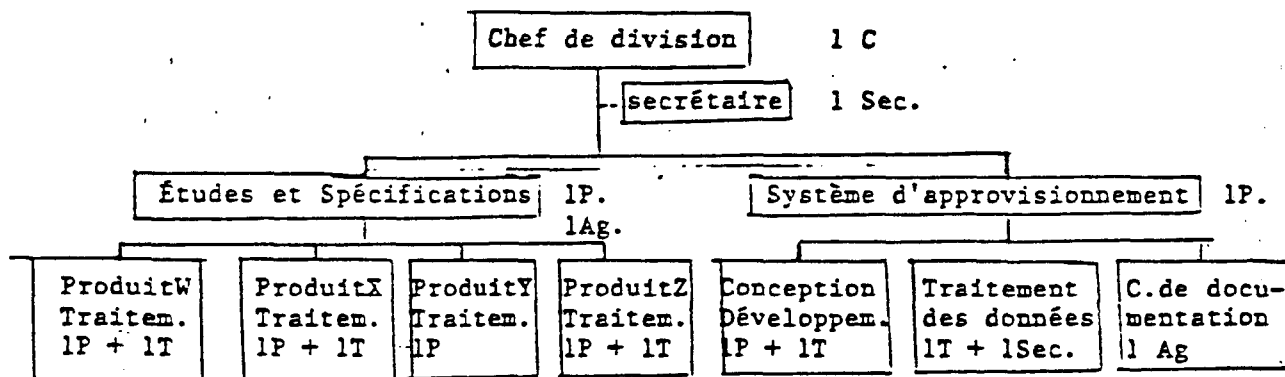 Chef de division 1 C
secrétaire 1 Sec.
Études et Spécifications 1P.
1Ag.
Système d'approvisionnement 1P.
ProduitW
Traitem.
1P + 1T
ProduitX
Traitem.
1P + 1T
ProduitY
Traitem.
1P
ProduitZ
Traitem.
1P + 1T
Conception
Développem.
1P + 1T
Traitement
des données
1T + 1Sec.
C.de docu-
mentation
1 Ag